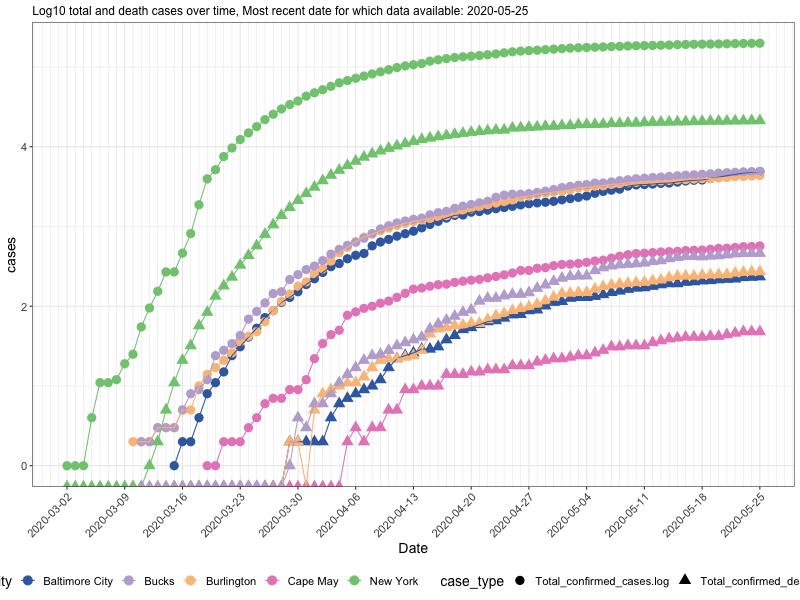 Log10 total and death cases over time, Most recent date for which data available: 2020-05-25
cases
4
2
0
2020-03-02 2020-03-09 2020-03-16 2020-03-23 2020-03-30 2020-04-06 2020-04-13 2020-04-20 2020-04-27 2020-05-04 2020-05-11 2020-05-18 2020-05-25
Date
ity Baltimore City Bucks Burlington Cape May New York case_type Total_confirmed_cases.log Total_confirmed_de